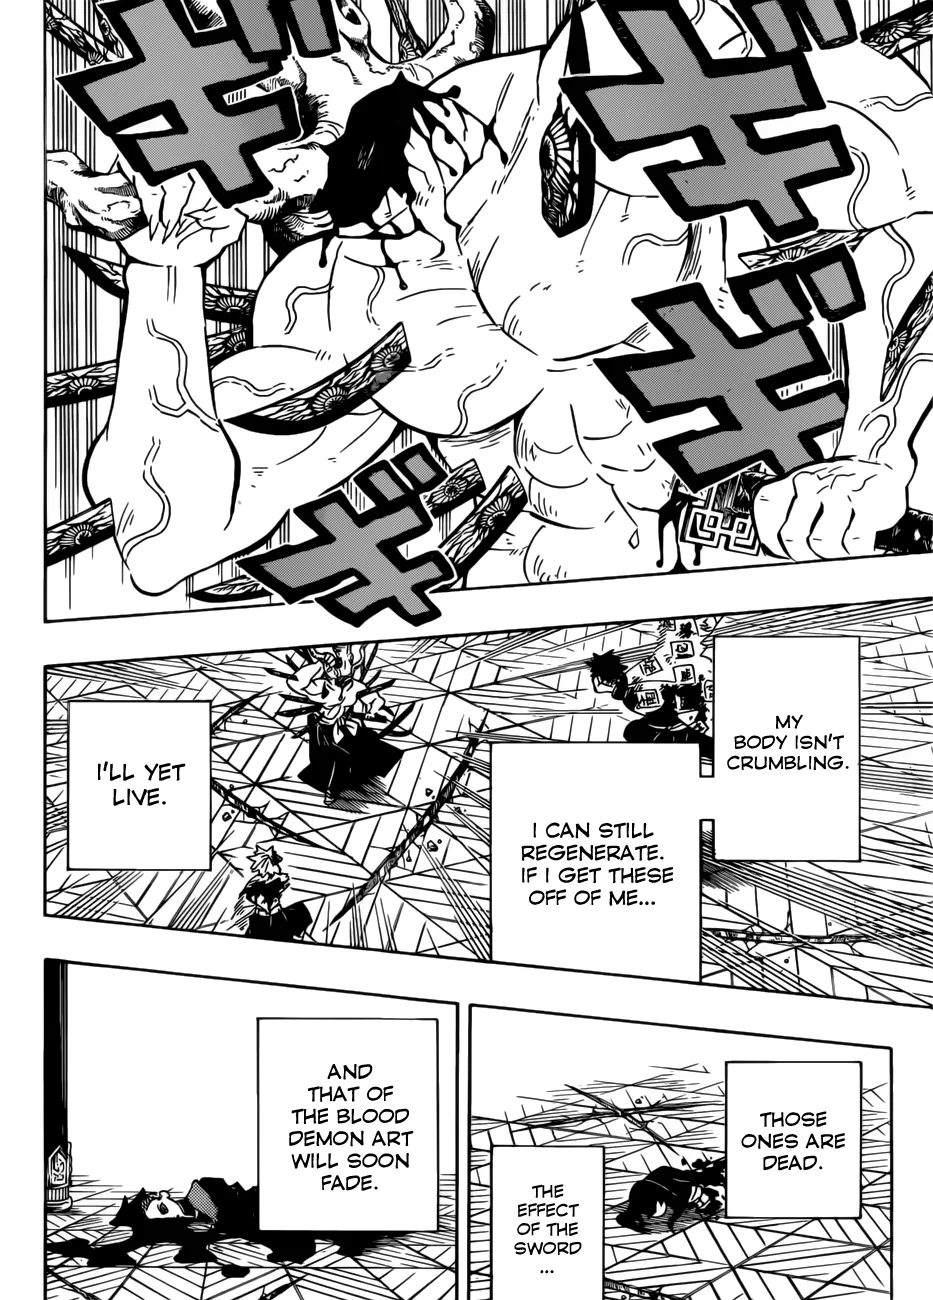 ギギ
ギギ
MY
BODY ISN'T
CRUMBLING.
I CAN STILL
REGENERATE.
IF I GET THESE
OFF OF ME...
I'LL YET
LIVE.
THOSE
ONES ARE
DEAD.
THE
EFFECT
OF THE
SWORD
...
AND
THAT OF
THE BLOOD
DEMON ART
WILL SOON
FADE.